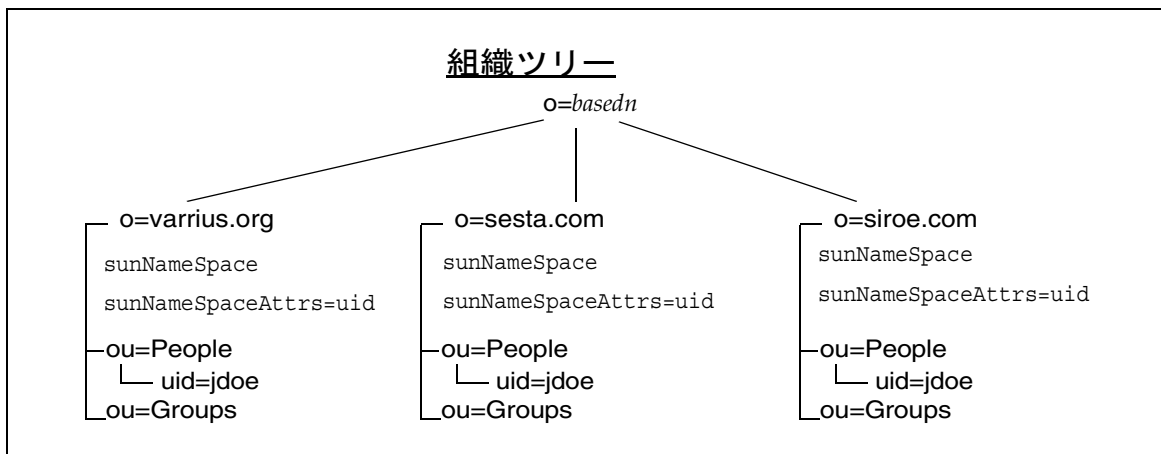 組織ツリー
o=basedn
o=varrius.org
sunNameSpace
sunNameSpaceAttrs=uid
ou=People
uid=jdoe
ou=Groups
o=sesta.com
sunNameSpace
sunNameSpaceAttrs=uid
ou=People
uid=jdoe
ou=Groups
o=siroe.com
sunNameSpace
sunNameSpaceAttrs=uid
ou=People
uid=jdoe
ou=Groups